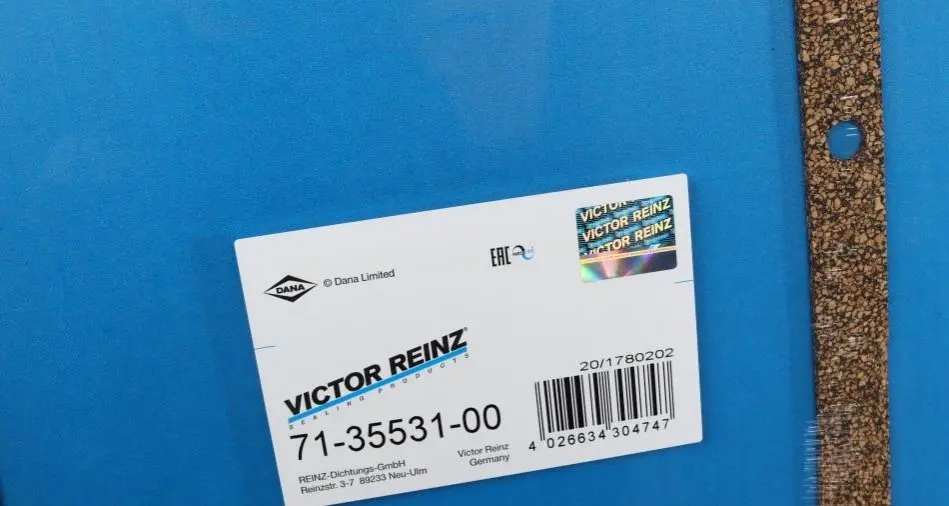 DANA
© Dana Limited
EAC
VICTOR REINZ
VICTOR REINZ
VICTOR REINZ
VICTOR REINZ®
SEALING PRODUCTS
71-35531-00
REINZ-Dichtungs-GmbH
Reinzstr. 3-7 89233 Neu-Ulm
Victor Reinz
Germany
20/1780202
4 026634 304747